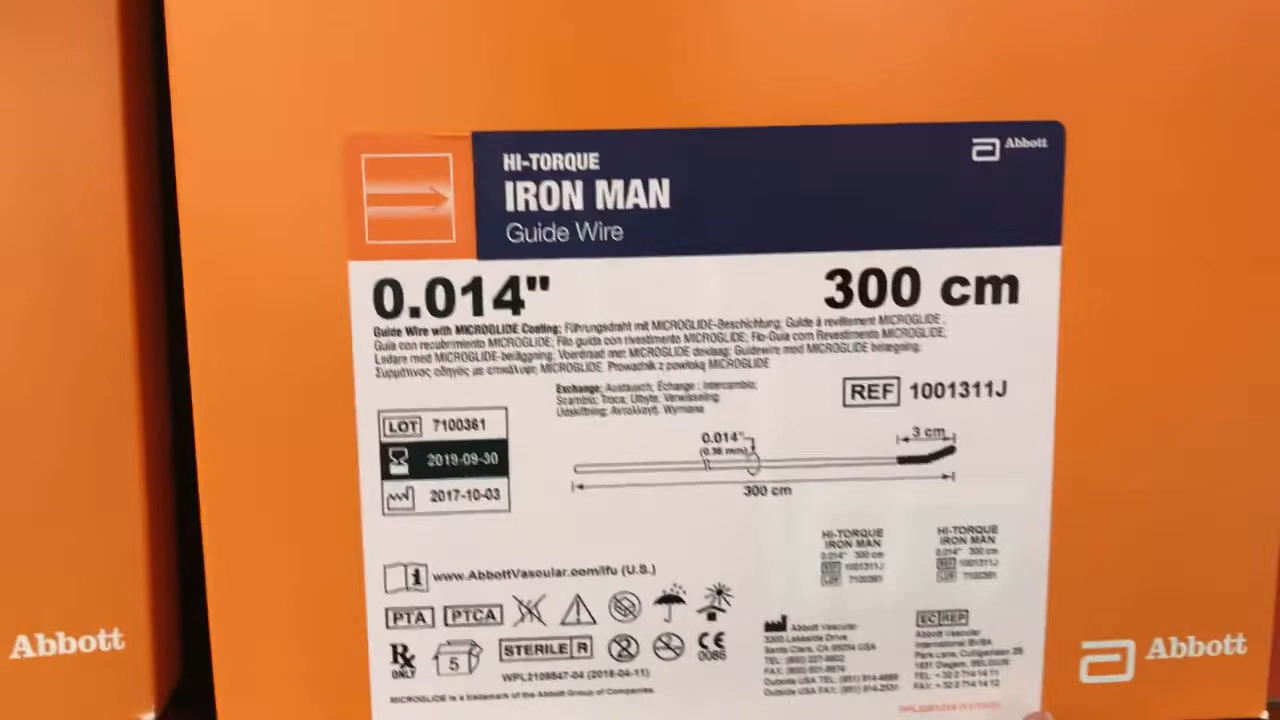 HI-TORQUE
IRON MAN
Guide Wire
Abbott
0.014"
300 cm
Guide Wire with MICROGLIDE Coating; Führungsdraht mit MICROGLIDE-Beschichtung; Guide à revêtement MICROGLIDE;
Guía con recubrimiento MICROGLIDE; Filo guida con rivestimento MICROGLIDE; Fio-Guia com Revestimento MICROGLIDE;
Ledare med MICROGLIDE-beläggning; Voerdraad met MICROGLIDE deklaag; Guidewire med MICROGLIDE belægning;
Συρμάτινος οδηγός με επικάλυψη MICROGLIDE; Prowadnik z powłoką MICROGLIDE
Exchange; Austausch; Échange; Intercambio;
Scambio; Troca; Utbyte; Verwisseling;
Udskiftning; Ανταλλαγή; Wymiana
REF 1001311J
LOT 7100361
2019-09-30
2017-10-03
0.014"
(0.36 mm)
3 cm
300 cm
HI-TORQUE
IRON MAN
0.014" 300 cm
REF 1001311J
LOT 7100361
HI-TORQUE
IRON MAN
0.014" 300 cm
REF 1001311J
LOT 7100361
www.AbbottVascular.com/ifu (U.S.)
PTA PTCA
Rx
ONLY
5
STERILE R
CE
0086
WPL2109847-04 (2016-04-11)
MICROGLIDE is a trademark of the Abbott Group of Companies.
Abbott Vascular
3200 Lakeside Drive
Santa Clara, CA 95054 USA
TEL: (800) 227-9902
FAX: (800) 601-8874
Outside USA TEL: (951) 914-4669
Outside USA FAX: (951) 914-2531
EC REP
Abbott Vascular
International BVBA
Park Lane, Culliganlaan 2B
1831 Diegem, BELGIUM
TEL: + 32 2 714 14 11
FAX: + 32 2 714 14 12
Abbott
Abbott